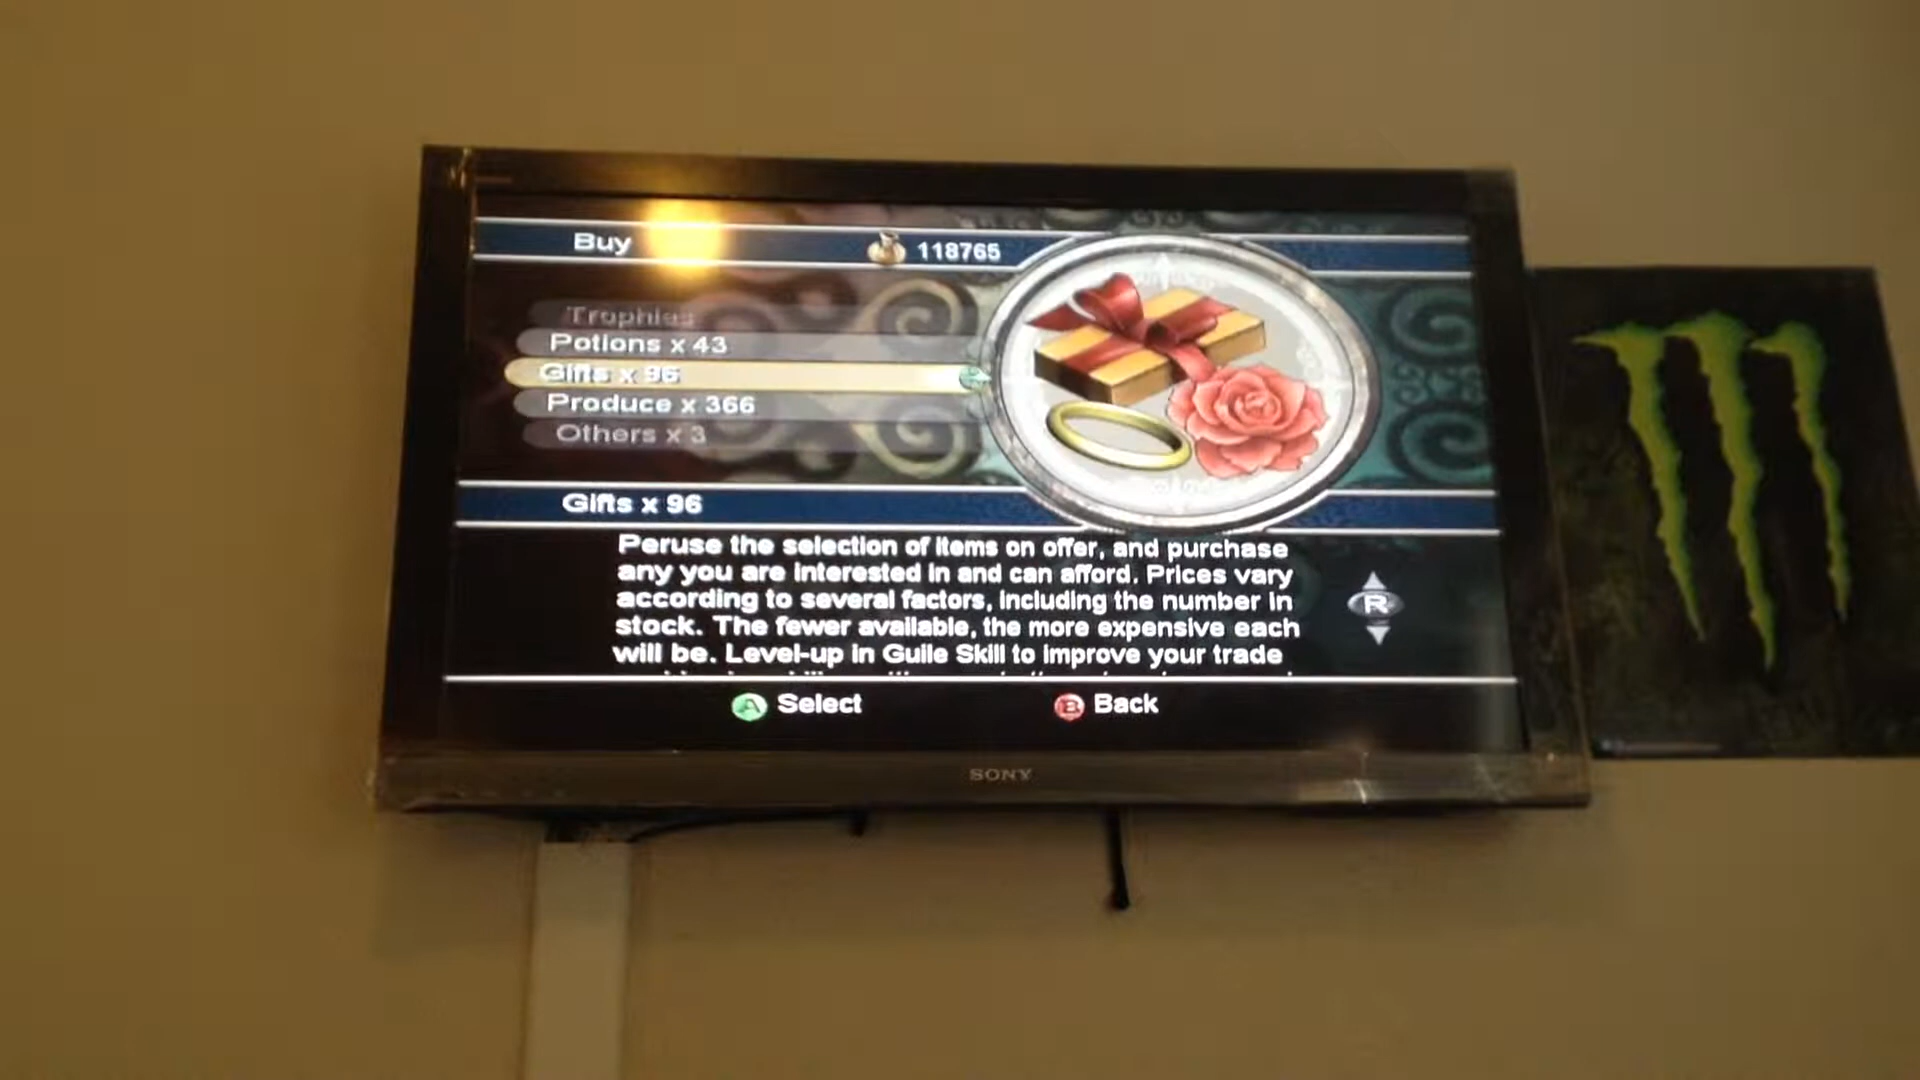 Buy
118765
Trophies
Potions x 43
Gifts x 96
Produce x 366
Others x 3
Gifts x 96
Peruse the selection of items on offer, and purchase
any you are interested in and can afford. Prices vary
according to several factors, including the number in
stock. The fewer available, the more expensive each
will be. Level-up in Guile Skill to improve your trade
R
A Select
B Back
SONY